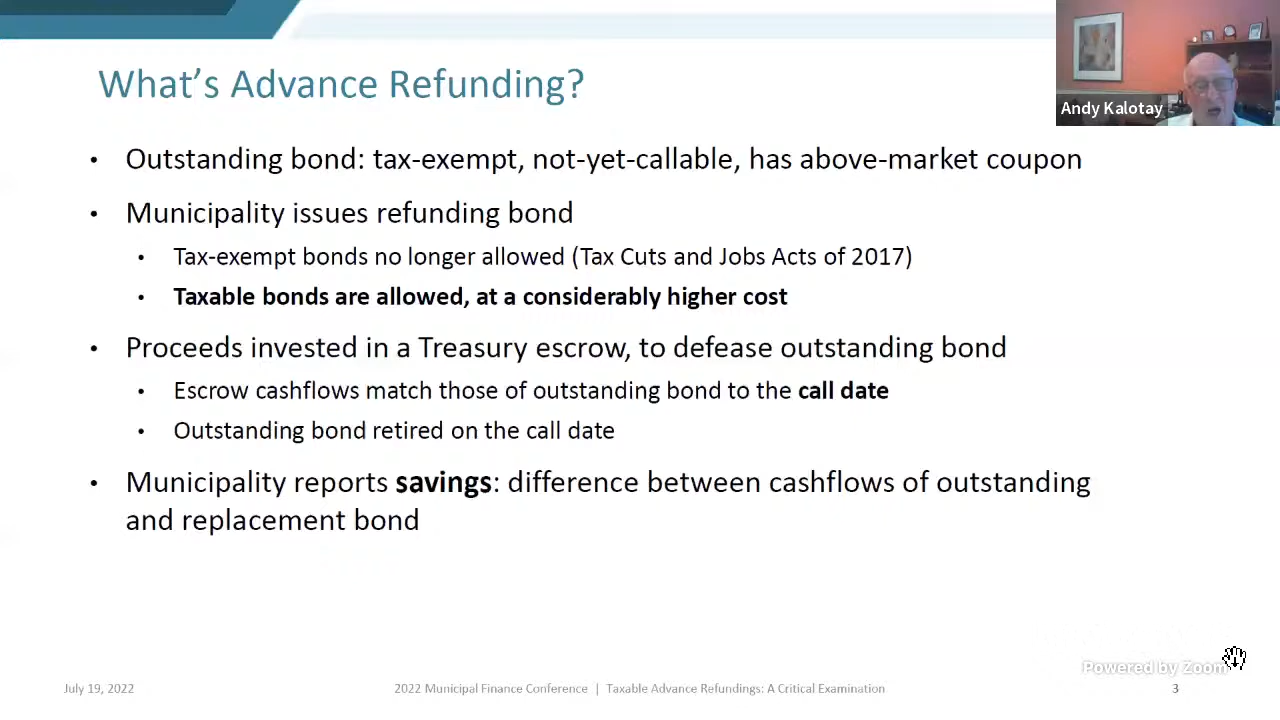 What's Advance Refunding?
Andy Kalotay
• Outstanding bond: tax-exempt, not-yet-callable, has above-market coupon
• Municipality issues refunding bond
• Tax-exempt bonds no longer allowed (Tax Cuts and Jobs Acts of 2017)
• Taxable bonds are allowed, at a considerably higher cost
• Proceeds invested in a Treasury escrow, to defease outstanding bond
• Escrow cashflows match those of outstanding bond to the call date
• Outstanding bond retired on the call date
• Municipality reports savings: difference between cashflows of outstanding
and replacement bond
Powered by Zoom
July 19, 2022
2022 Municipal Finance Conference | Taxable Advance Refundings: A Critical Examination
3